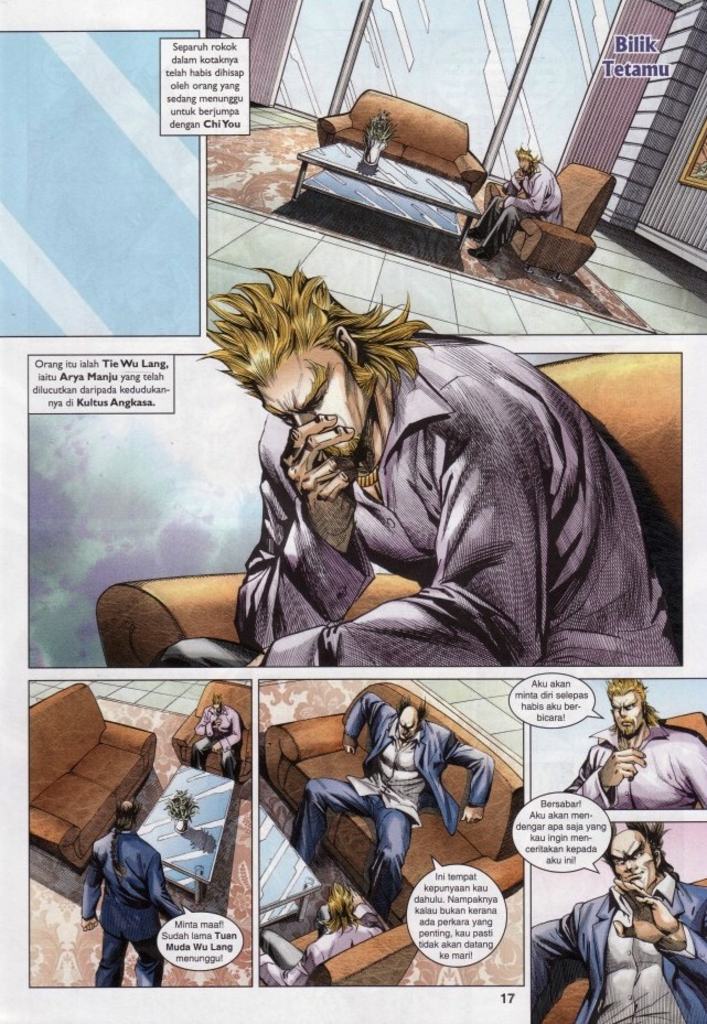 Separuh rokok
dalam kotaknya
telah habis dihisap
oleh orang yang
sedang menunggu
untuk berjumpa
dengan Chi You
Bilik
Tetamu
Orang itu ialah Tie Wu Lang,
iaitu Arya Manju yang telah
dilucutkan daripada kedudukan-
nya di Kultus Angkasa.
Minta maaf!
Sudah lama Tuan
Muda Wu Lang
menunggu!
Ini tempat
kepunyaan kau
dahulu. Nampaknya
kalau bukan kerana
ada perkara yang
penting, kau pasti
tidak akan datang
ke mari!
Aku akan
minta diri selepas
habis aku ber-
bicara!
Bersabar!
Aku akan men-
dengar apa saja yang
kau ingin men-
ceritakan kepada
aku ini!
17